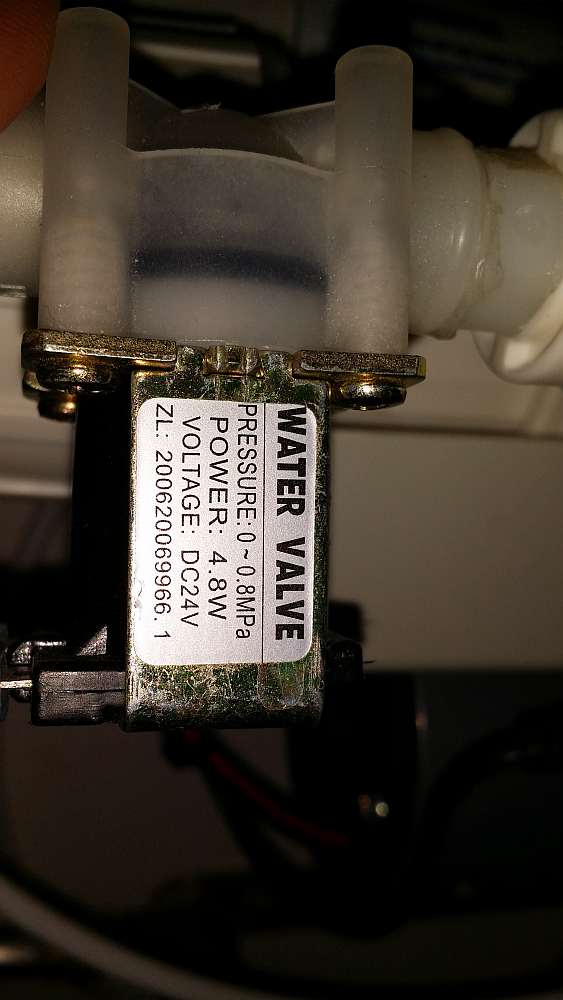 WATER VALVE
PRESSURE: 0~0.8MPa
POWER: 4.8W
VOLTAGE: DC24V
ZL: 200620069966.1